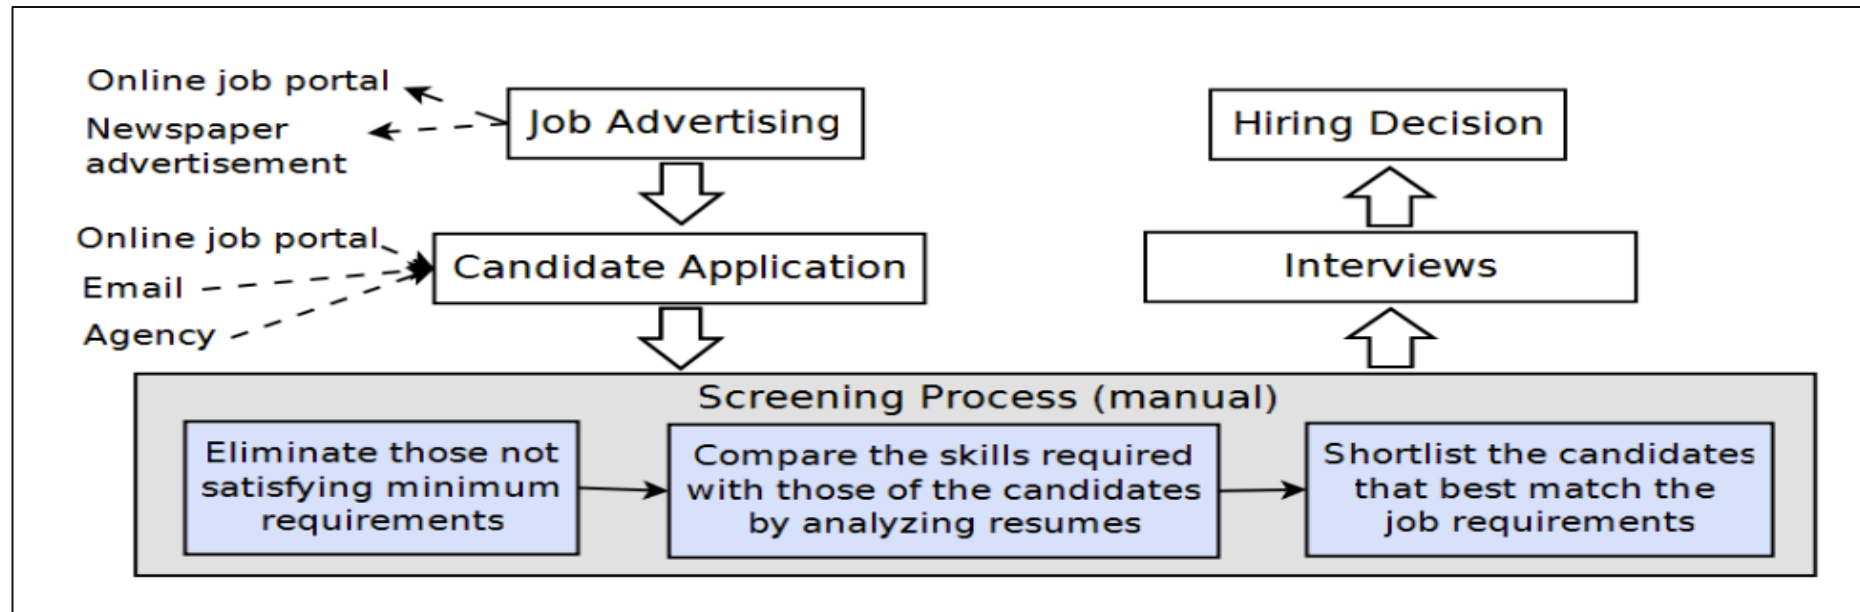 Online job portal
Newspaper
advertisement
Job Advertising
Hiring Decision
Online job portal
Email
Agency
Candidate Application
Interviews
Screening Process (manual)
Eliminate those not
satisfying minimum
requirements
Compare the skills required
with those of the candidates
by analyzing resumes
Shortlist the candidates
that best match the
job requirements